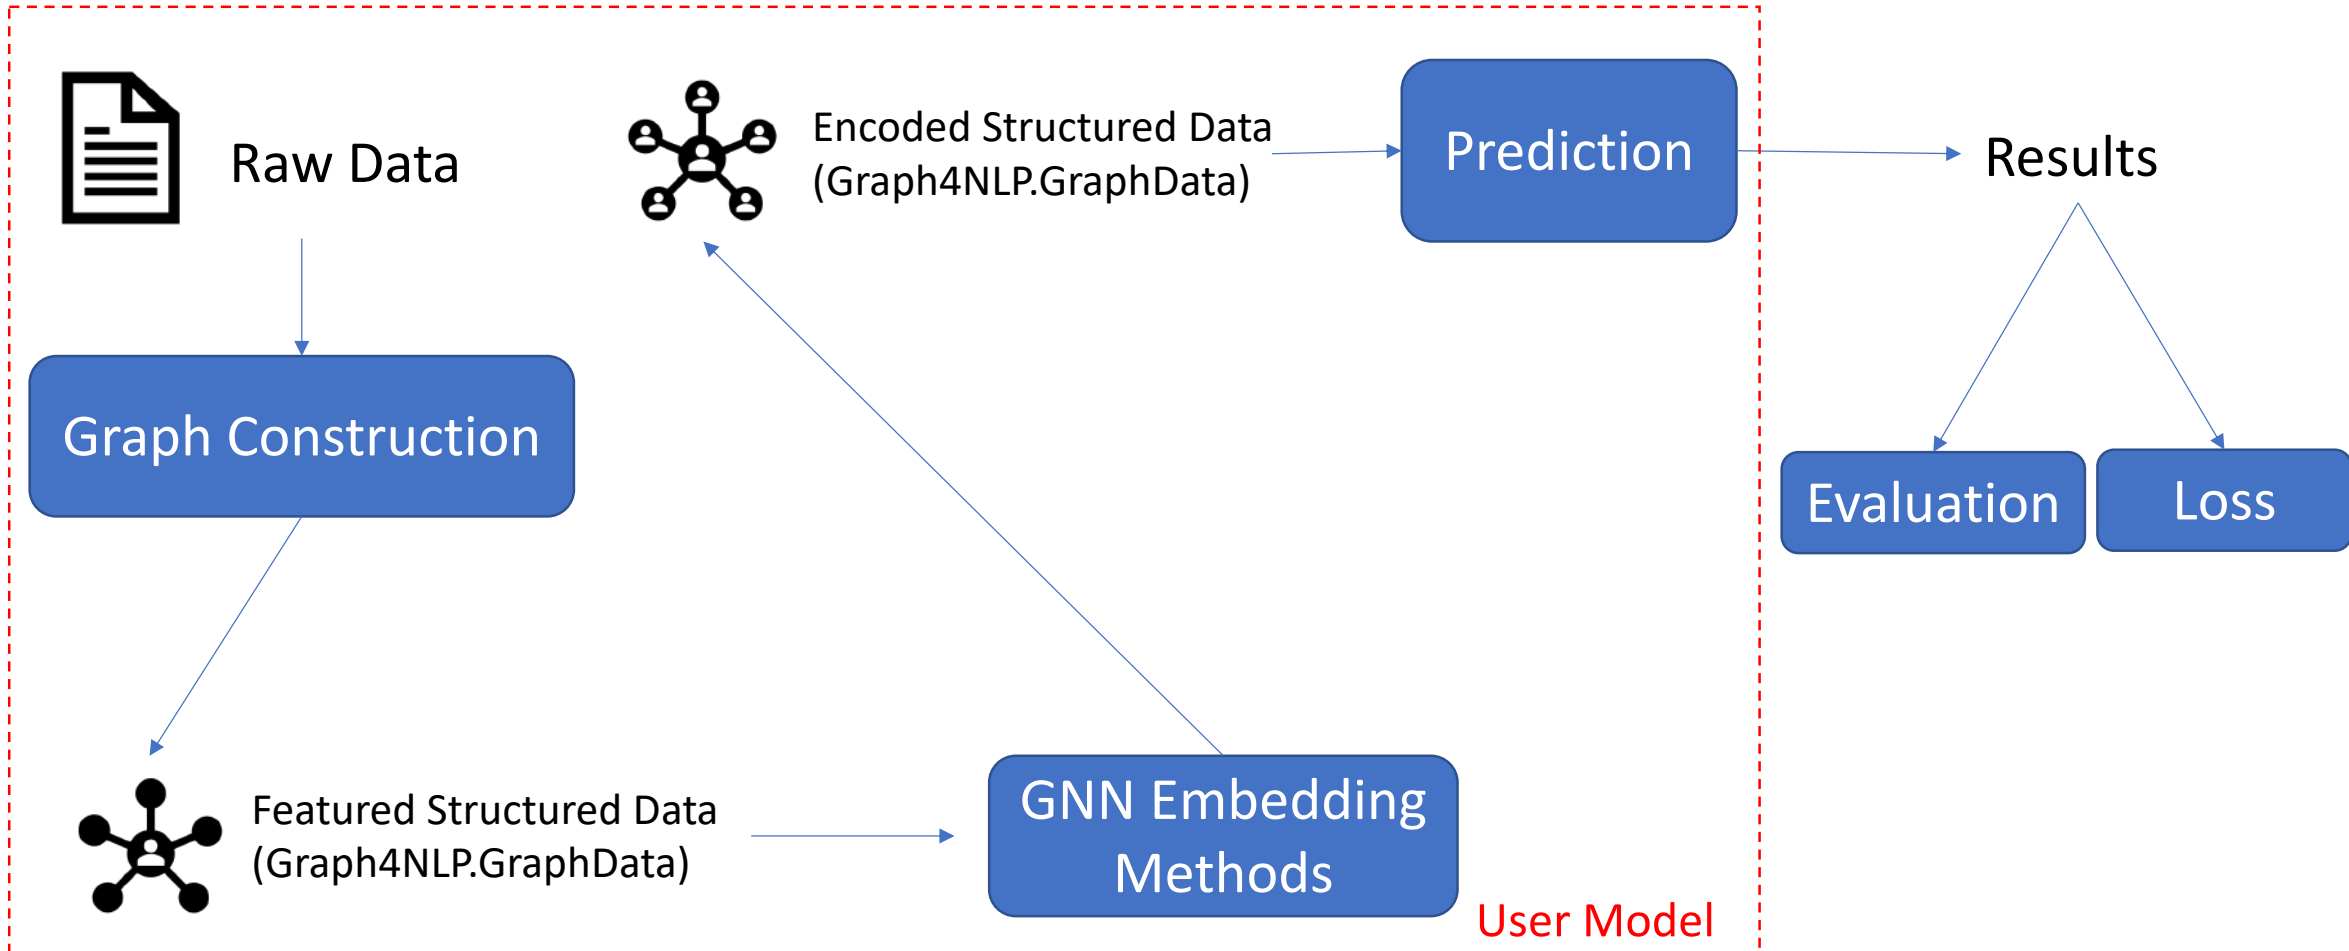 Raw Data
Encoded Structured Data
(Graph4NLP.GraphData)
Prediction
Results
Graph Construction
Evaluation
Loss
Featured Structured Data
(Graph4NLP.GraphData)
GNN Embedding
Methods
User Model